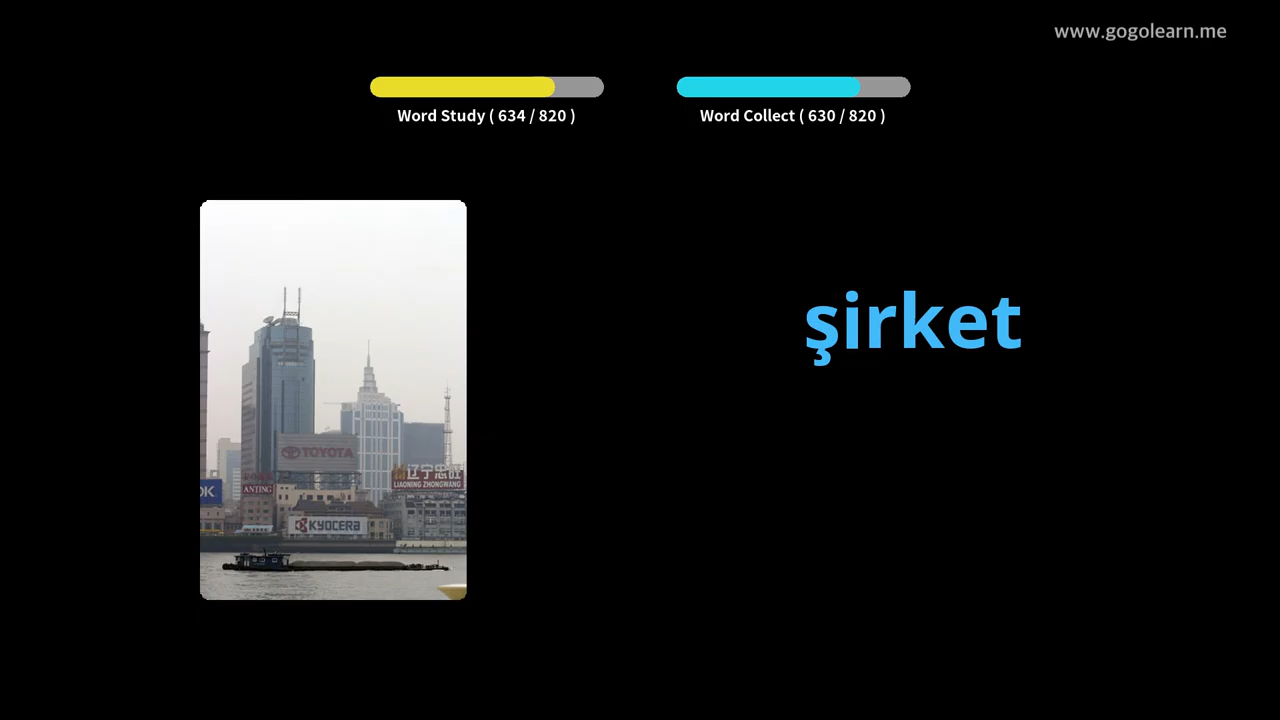 www.gogolearn.me
Word Study ( 634 / 820 )
Word Collect ( 630 / 820 )
şirket
TOYOTA
辽宁忠旺
LIAONING ZHONGWANG
OK
ANTING
KYOCERA